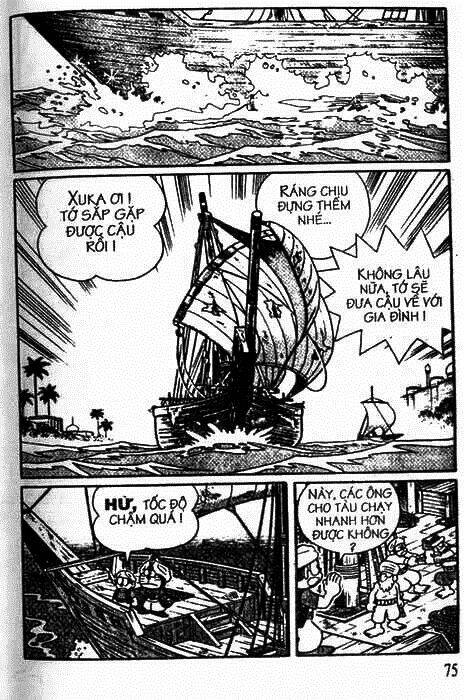 XUKA ƠI !
TỚ SẮP GẶP
ĐƯỢC CẬU
RỒI !
RÁNG CHỊU
ĐỰNG THÊM
NHÉ...
KHÔNG LÂU
NỮA, TỚ SẼ
ĐƯA CẬU VỀ VỚI
GIA ĐÌNH !
HỪ, TỐC ĐỘ
CHẬM QUÁ !
NÀY, CÁC ÔNG
CHO TÀU CHẠY
NHANH HƠN
ĐƯỢC KHÔNG
?
75